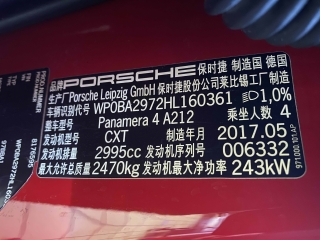 品牌 PORSCHE 保时捷 制造国 德国
生产厂 Porsche Leipzig GmbH 保时捷股份公司莱比锡工厂制造
车辆识别代号 WP0BA2972HL160361 1,0%
整车型号 Panamera 4 A212 乘坐人数 4
发动机型号 CXT 制造年月 2017.05
发动机排量 2995cc 发动机序列号 006332
最大允许总质量 2470kg 发动机最大净功率 243kW